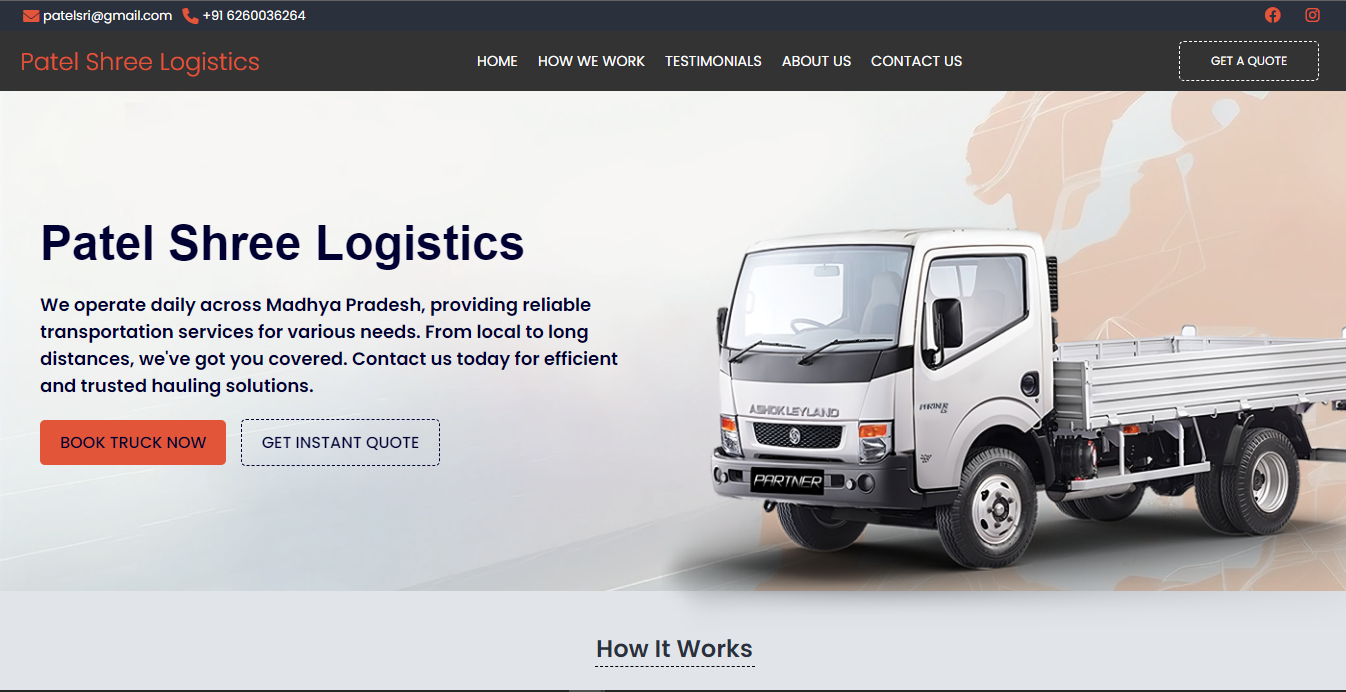 patelsri@gmail.com +91 6260036264
Patel Shree Logistics
HOME HOW WE WORK TESTIMONIALS ABOUT US CONTACT US
GET A QUOTE
Patel Shree Logistics
We operate daily across Madhya Pradesh, providing reliable
transportation services for various needs. From local to long
distances, we've got you covered. Contact us today for efficient
and trusted hauling solutions.
BOOK TRUCK NOW GET INSTANT QUOTE
ASHOK LEYLAND
PARTNER
PARTNER
How It Works